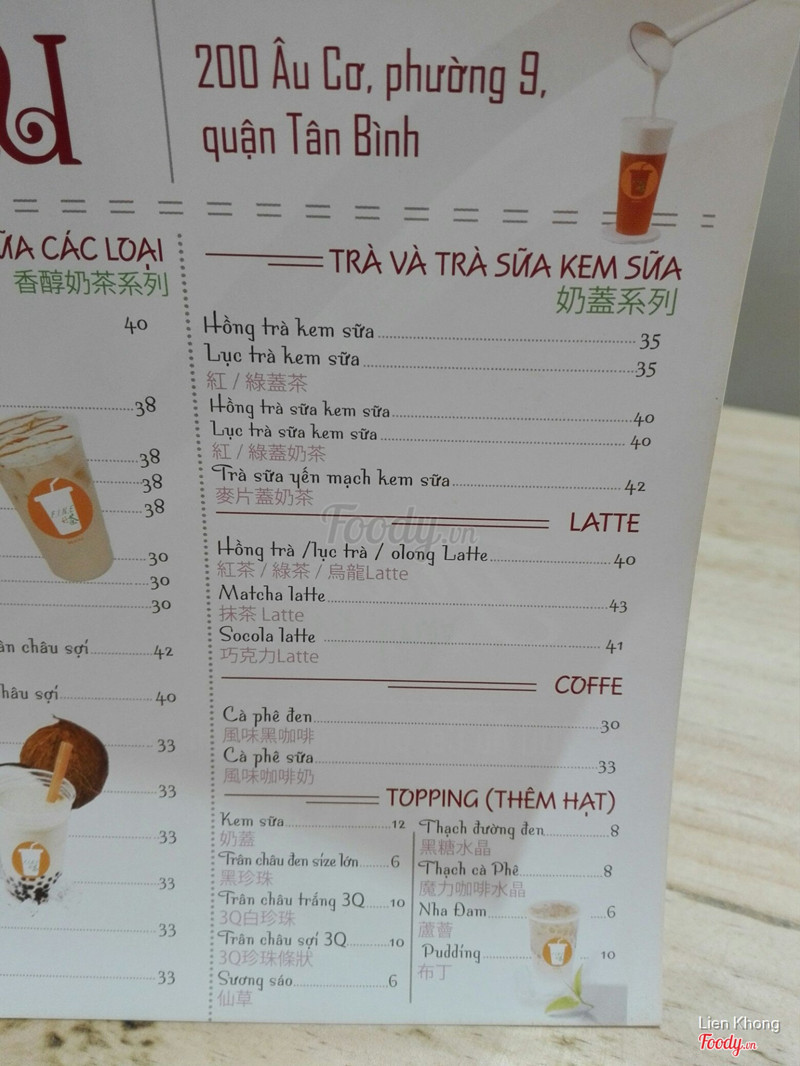 200 Âu Cơ, phường 9,
quận Tân Bình
ỮA CÁC LOẠI
香醇奶茶系列
40
38
38
38
38
30
30
30
ân châu sợi 42
hâu sợi 40
33
33
33
33
33
33
TRÀ VÀ TRÀ SỮA KEM SỮA
奶蓋系列
Hồng trà kem sữa 35
Lục trà kem sữa 35
紅 / 綠蓋茶
Hồng trà sữa kem sữa 40
Lục trà sữa kem sữa 40
紅 / 綠蓋奶茶
Trà sữa yến mạch kem sữa 42
麥片蓋奶茶
LATTE
Hồng trà /lục trà / olong Latte 40
紅茶 / 綠茶 / 烏龍Latte
Matcha latte 43
抹茶 Latte
Socola latte 41
巧克力Latte
COFFE
Cà phê đen 30
風味黑咖啡
Cà phê sữa 33
風味咖啡奶
TOPPING (THÊM HẠT)
Kem sữa 12
奶蓋
Trân châu đen size lớn 6
黑珍珠
Trân châu trắng 3Q 10
3Q白珍珠
Trân châu sợi 3Q 10
3Q珍珠條狀
Sương sáo 6
仙草
Thạch đường đen 8
黑糖水晶
Thạch cà Phê 8
魔力咖啡水晶
Nha Đam 6
蘆薈
Pudding 10
布丁
Foody.vn
Lien Khong
Foody.vn